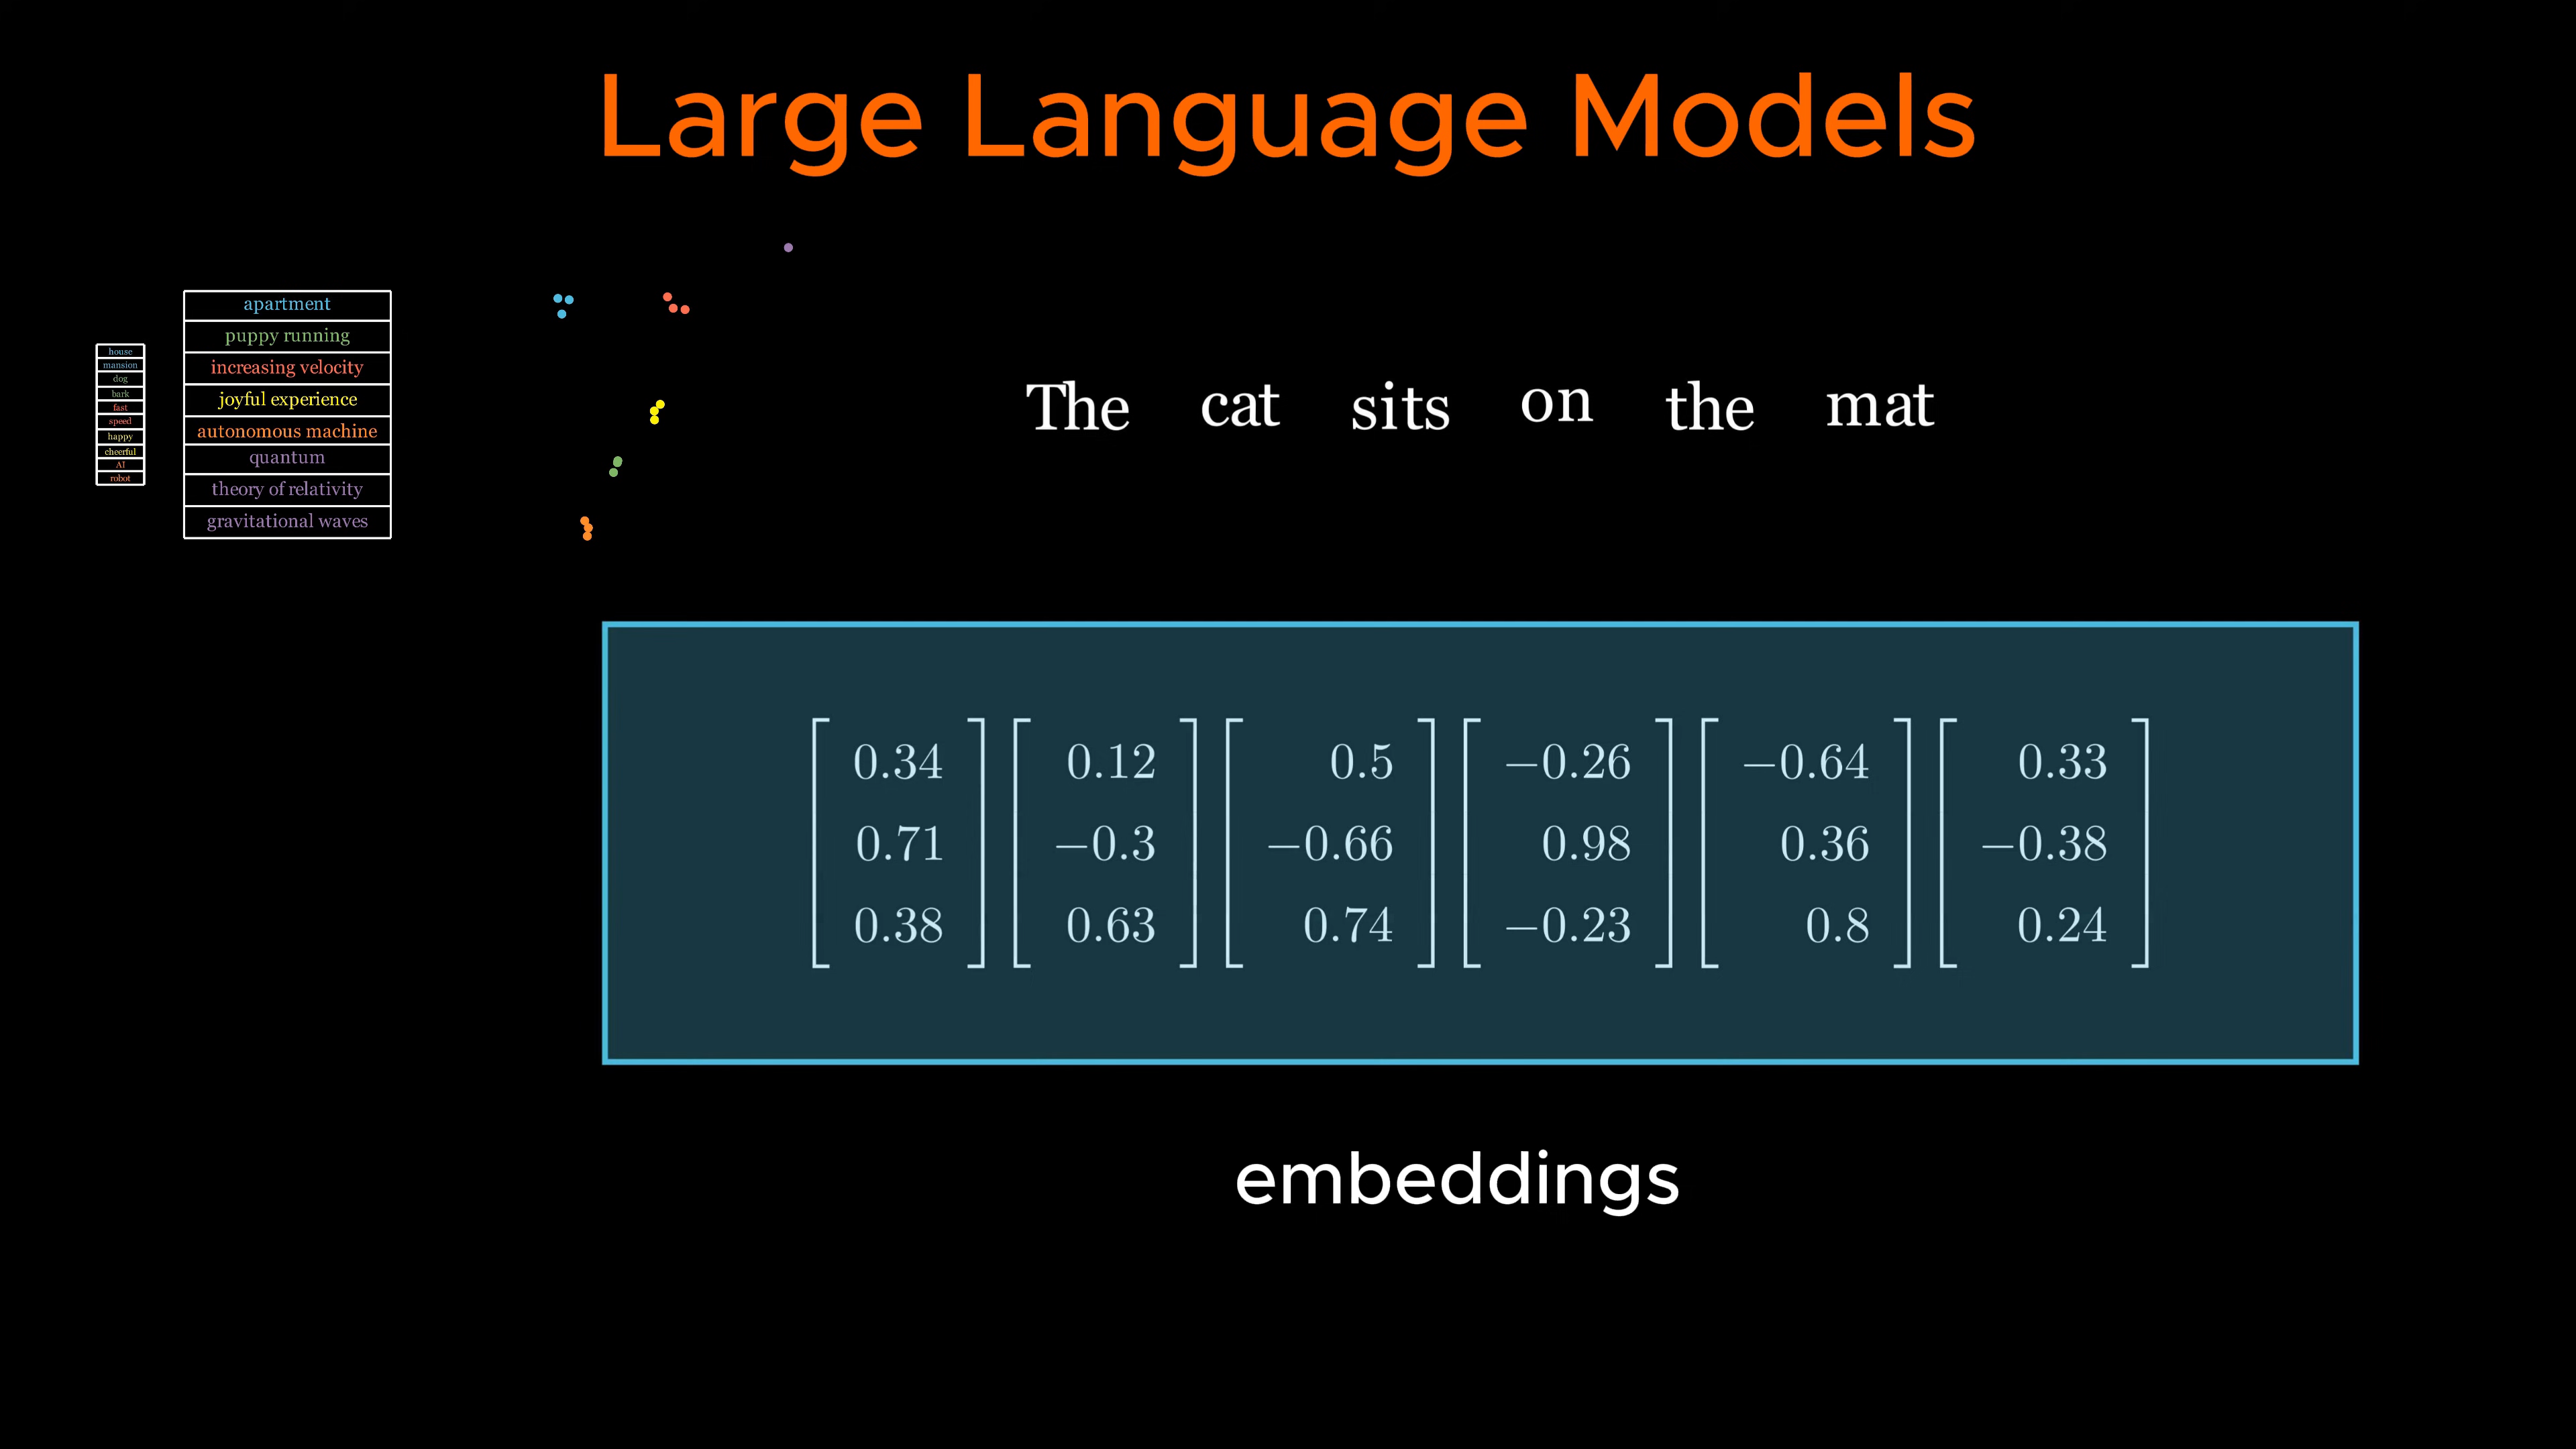 Large Language Models
house
mansion
dog
bark
fast
speed
happy
cheerful
AI
robot
apartment
puppy running
increasing velocity
joyful experience
autonomous machine
quantum
theory of relativity
gravitational waves
The cat sits on the mat
0.34 0.12 0.5 −0.26 −0.64 0.33
0.71 −0.3 −0.66 0.98 0.36 −0.38
0.38 0.63 0.74 −0.23 0.8 0.24
embeddings